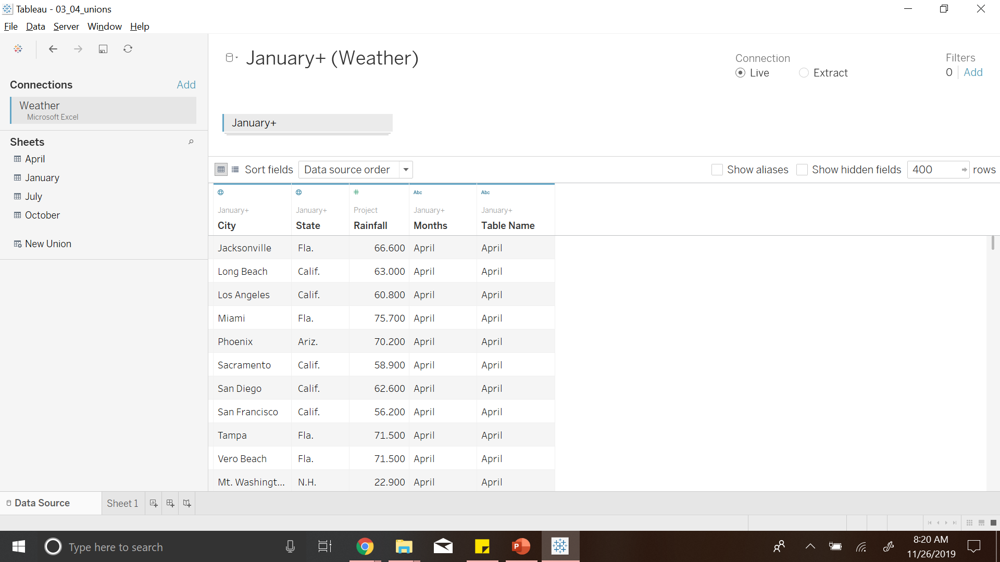 Tableau - 03_04_unions
File Data Server Window Help
January+ (Weather)
Connection
Live Extract
Filters
0 Add
Connections Add
Weather
Microsoft Excel
January+
Sheets
April
January
July
October
New Union
Sort fields Data source order Show aliases Show hidden fields 400 rows
Abc Abc
January+ January+ Project January+ January+
City State Rainfall Months Table Name
Jacksonville Fla. 66.600 April April
Long Beach Calif. 63.000 April April
Los Angeles Calif. 60.800 April April
Miami Fla. 75.700 April April
Phoenix Ariz. 70.200 April April
Sacramento Calif. 58.900 April April
San Diego Calif. 62.600 April April
San Francisco Calif. 56.200 April April
Tampa Fla. 71.500 April April
Vero Beach Fla. 71.500 April April
Mt. Washingt... N.H. 22.900 April April
Data Source Sheet 1
Type here to search
8:20 AM
11/26/2019